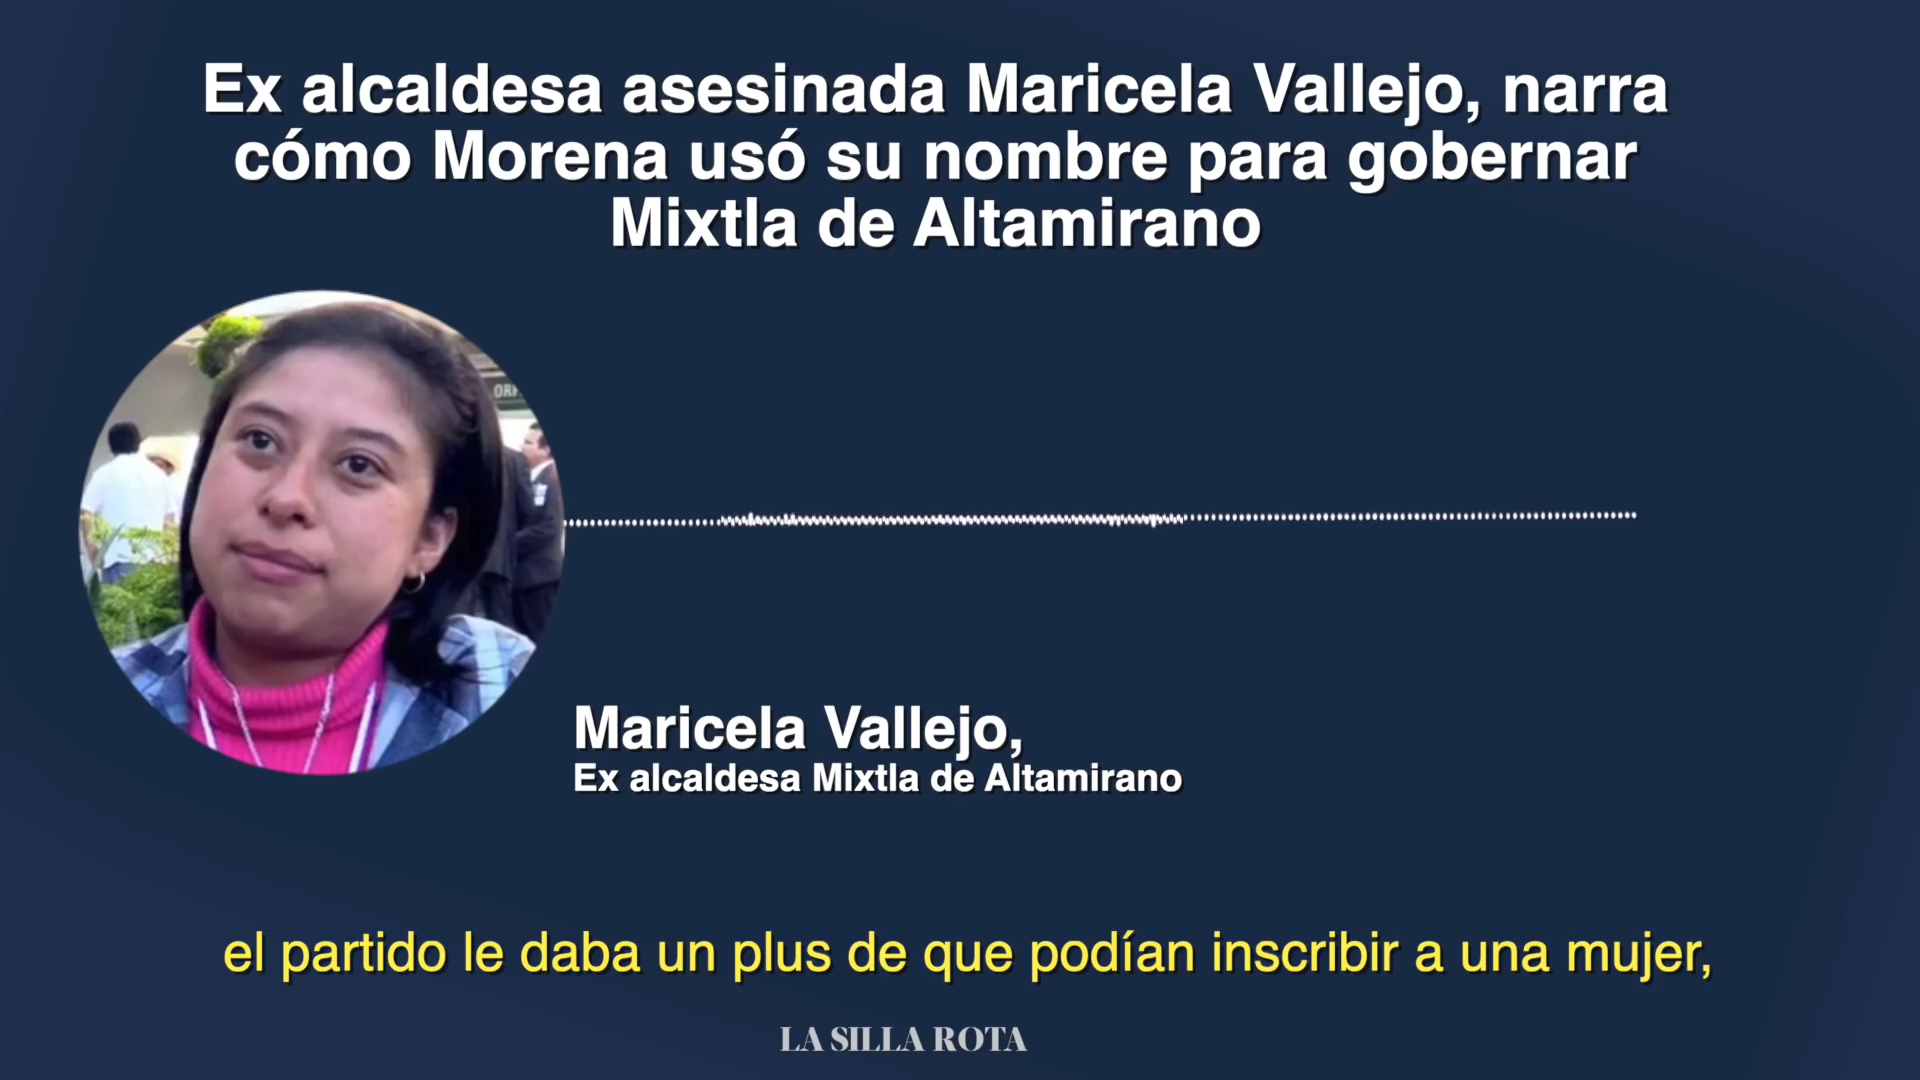 Ex alcaldesa asesinada Maricela Vallejo, narra
cómo Morena usó su nombre para gobernar
Mixtla de Altamirano
Maricela Vallejo,
Ex alcaldesa Mixtla de Altamirano
el partido le daba un plus de que podían inscribir a una mujer,
LA SILLA ROTA